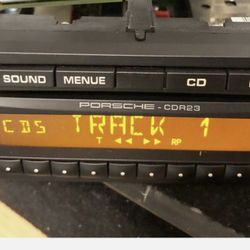 SOUND MENUE CD
PORSCHE - CDR23
CDS TRACK 1
T ◄◄ ►► RP